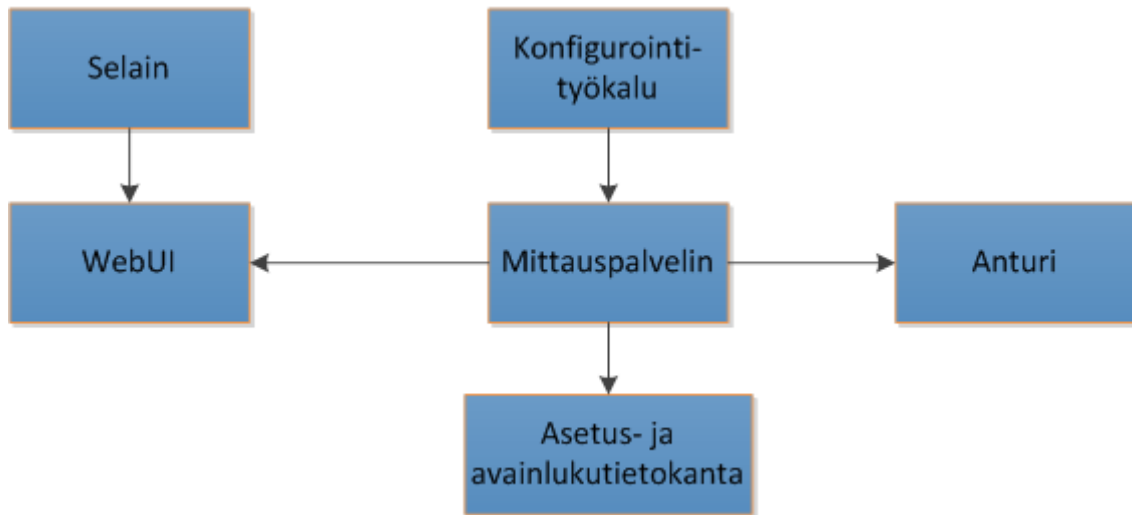 Selain
Konfigurointi-
työkalu
WebUI
Mittauspalvelin
Anturi
Asetus- ja
avainlukutietokanta